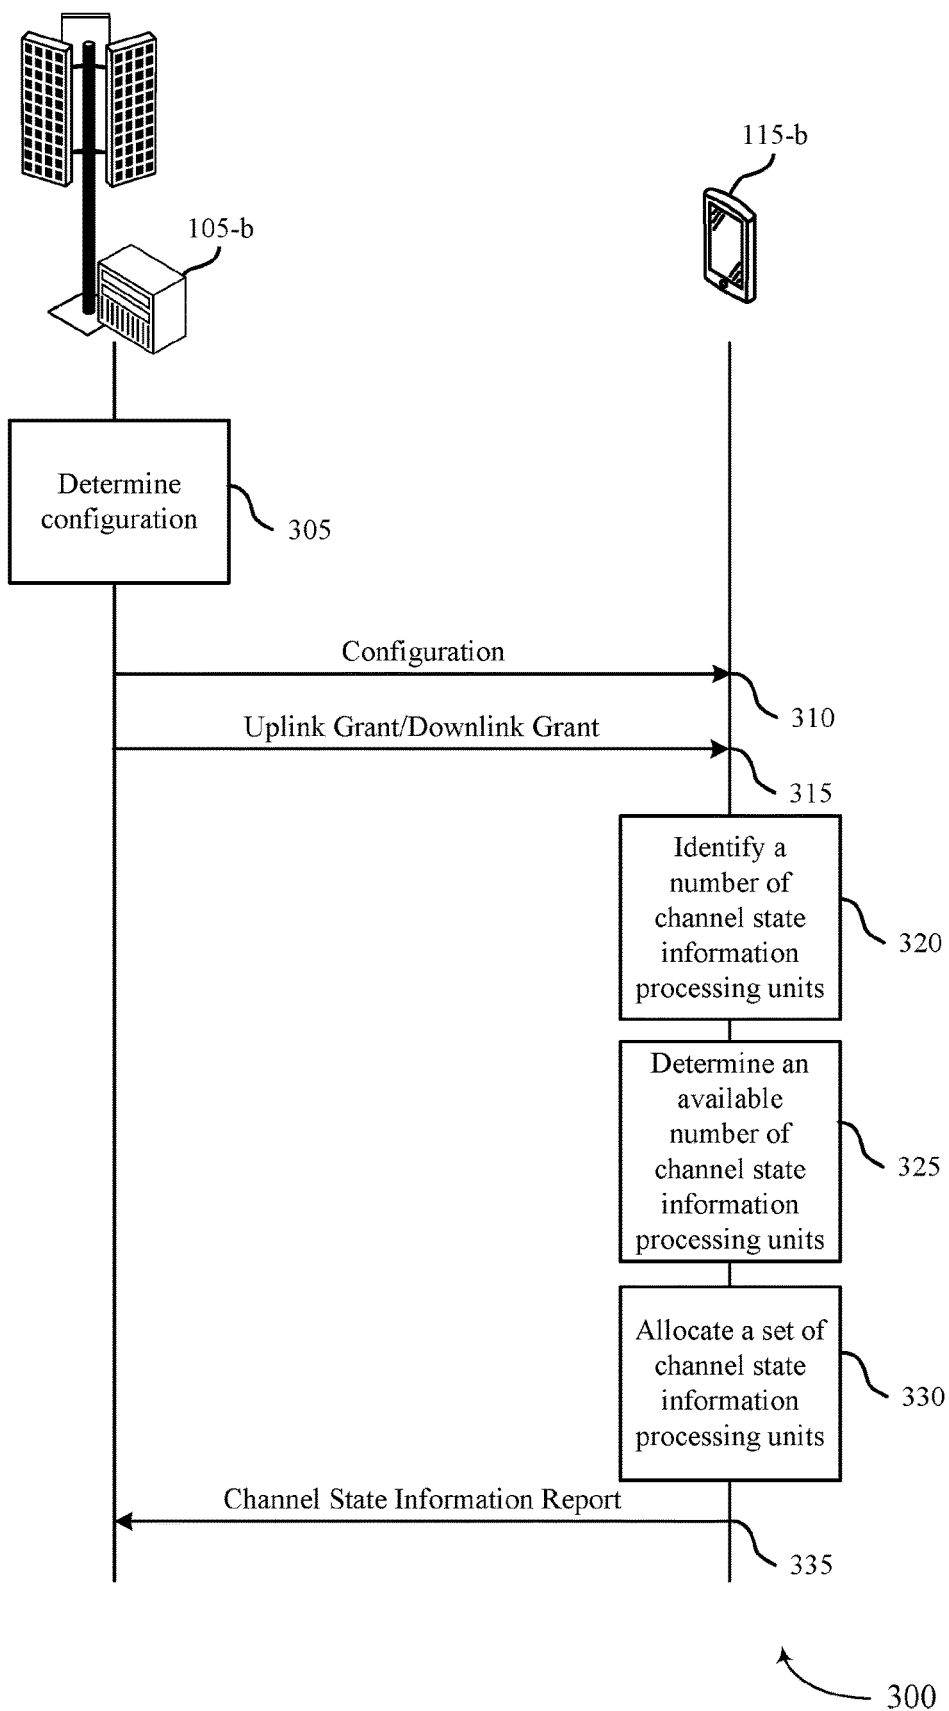 115-b
105-b
Determine
configuration
305
Configuration
310
Uplink Grant/Downlink Grant
315
Identify a
number of
channel state
information
processing units
320
Determine an
available
number of
channel state
information
processing units
325
Allocate a set of
channel state
information
processing units
330
Channel State Information Report
335
300